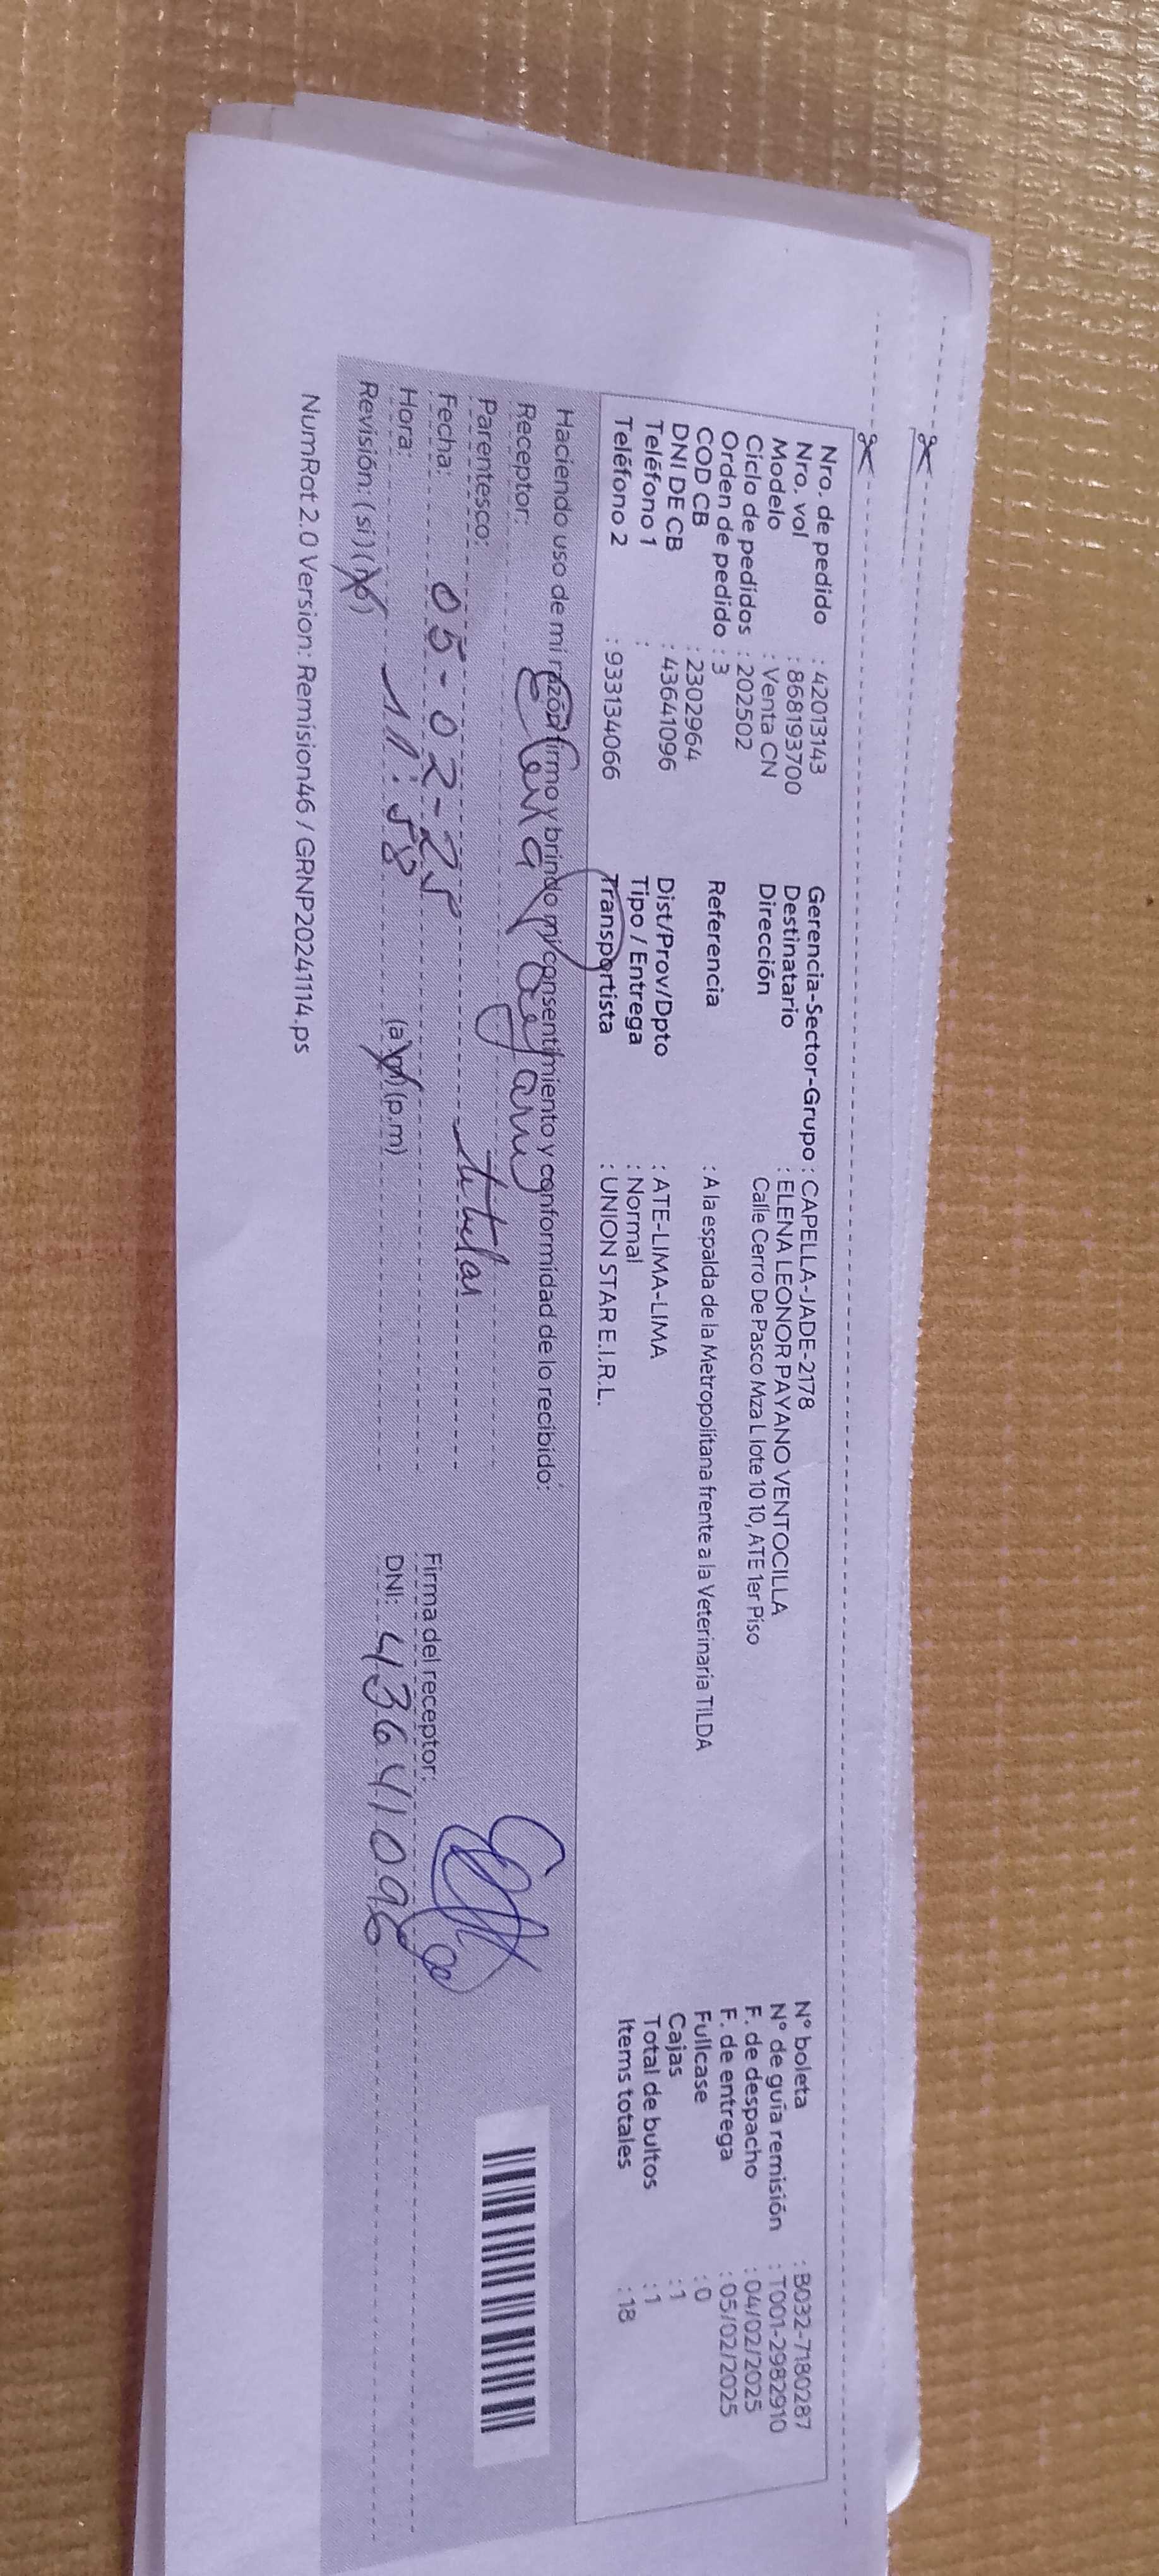 Nro. de pedido : 42013143
Nro. vol : 868193700
Modelo : Venta CN
Ciclo de pedidos : 202502
Orden de pedido : 3
COD CB : 2302964
DNI DE CB : 43641096
Teléfono 1 :
Teléfono 2 : 933134066
Gerencia-Sector-Grupo : CAPELLA-JADE-2178
Destinatario : ELENA LEONOR PAYANO VENTOCILLA
Dirección Calle Cerro De Pasco Mza L lote 10 10, ATE 1er Piso
Referencia : A la espalda de la Metropolitana frente a la Veterinaria TILDA
Dist/Prov/Dpto : ATE-LIMA-LIMA
Tipo / Entrega : Normal
Transportista : UNION STAR E.I.R.L.
N° boleta : B032-7180287
N° de guía remisión : T001-2982910
F. de despacho : 04/02/2025
F. de entrega : 05/02/2025
Fullcase : 0
Cajas : 1
Total de bultos : 1
Items totales : 18
Haciendo uso de mi razón firmo y brindo mi consentimiento y conformidad de lo recibido:
Receptor: Elena Payano
Parentesco: titular
Fecha: 05-02-25
Hora: 11:58 (a.m) (p.m)
Revisión: (si) (no)
Firma del receptor:
DNI: 43641096
NumRot 2.0 Version: Remision46 / GRNP20241114.ps